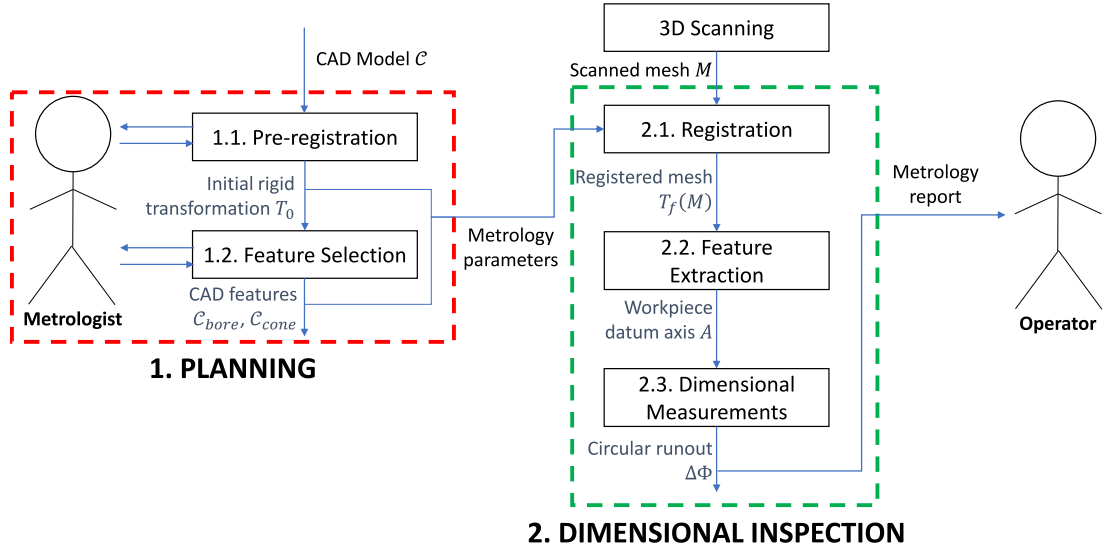 CAD Model 𝒞
1.1. Pre-registration
Initial rigid
transformation T₀
1.2. Feature Selection
CAD features
𝒞bore, 𝒞cone
Metrologist
1. PLANNING
Metrology
parameters
3D Scanning
Scanned mesh M
2.1. Registration
Registered mesh
T_f(M)
2.2. Feature
Extraction
Workpiece
datum axis A
2.3. Dimensional
Measurements
Circular runout
ΔΦ
2. DIMENSIONAL INSPECTION
Metrology
report
Operator